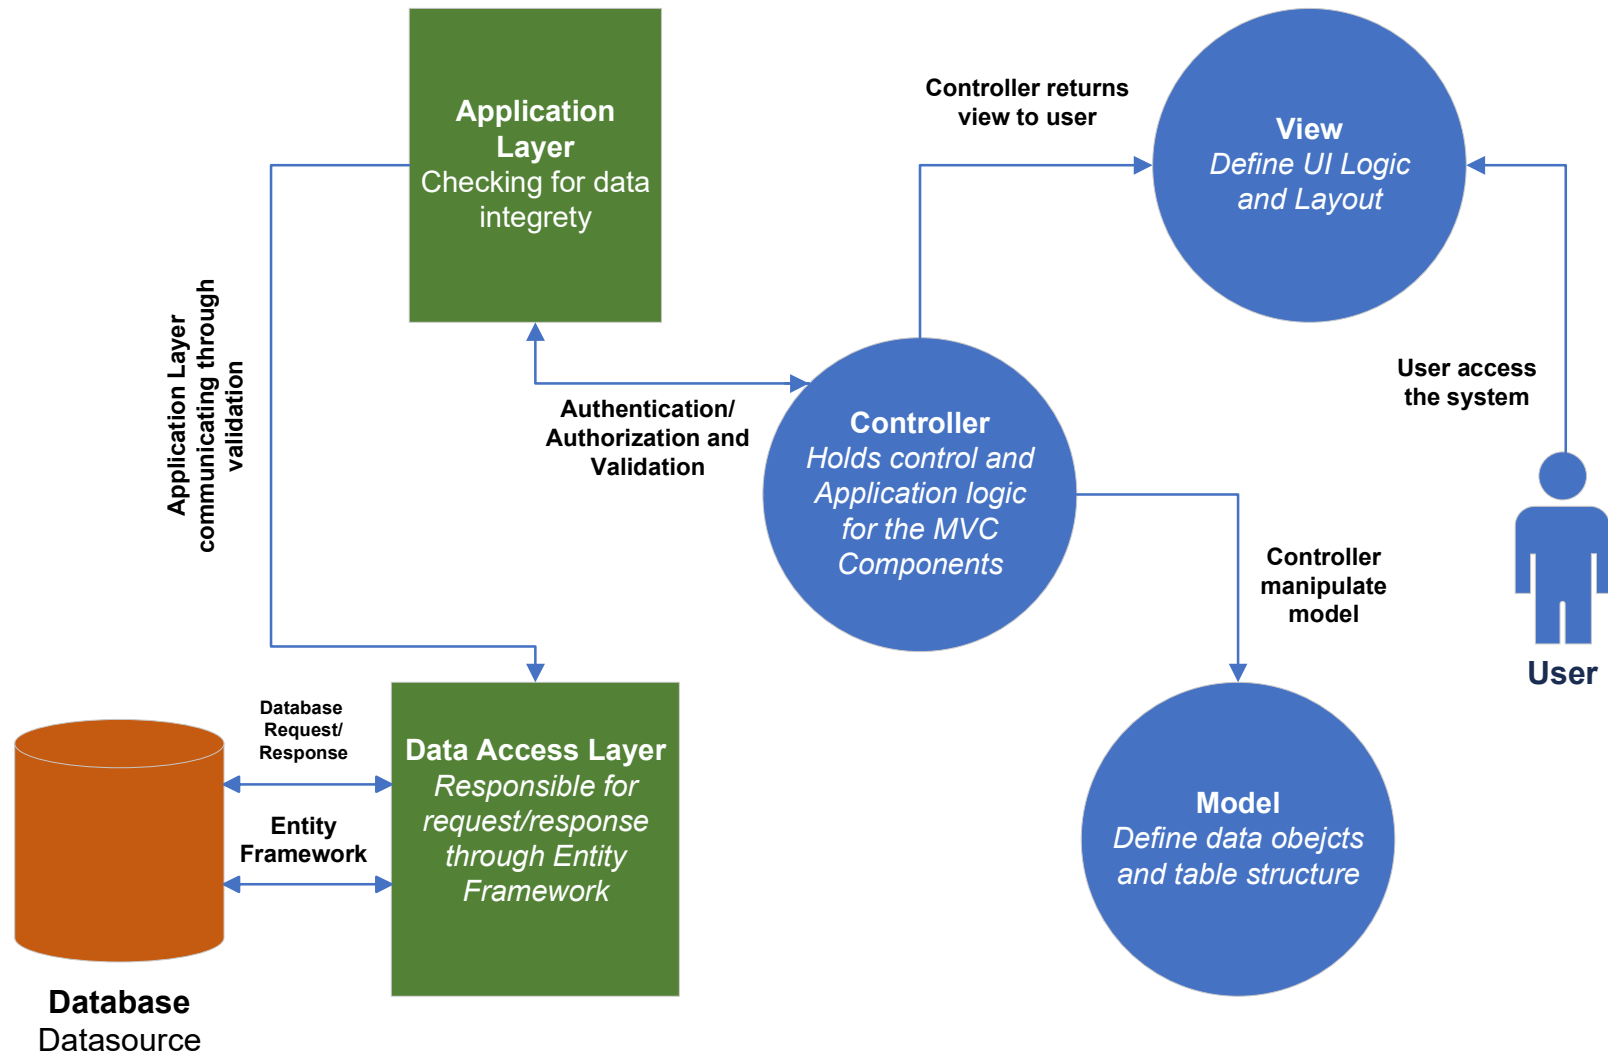 Application
Layer
Checking for data
integrety
Controller returns
view to user
View
Define UI Logic
and Layout
Application Layer
communicating through
validation
Authentication/
Authorization and
Validation
Controller
Holds control and
Application logic
for the MVC
Components
User access
the system
Controller
manipulate
model
User
Database
Request/
Response
Entity
Framework
Data Access Layer
Responsible for
request/response
through Entity
Framework
Model
Define data obejcts
and table structure
Database
Datasource